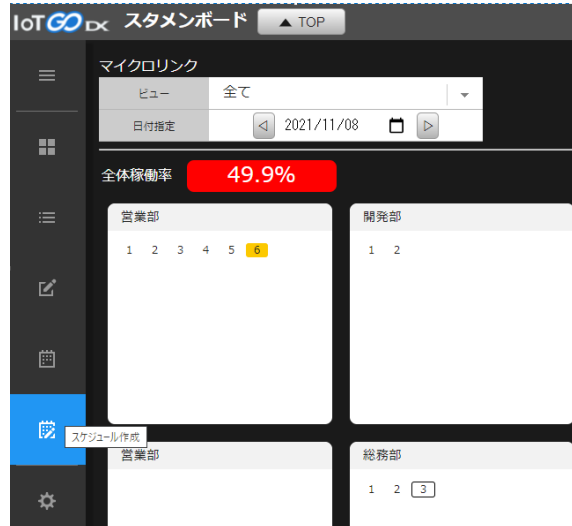 IoTGO DX スタメンボード ▲ TOP
マイクロリンク
ビュー 全て
日付指定 2021/11/08
全体稼働率 49.9%
営業部
1 2 3 4 5 6
開発部
1 2
スケジュール作成
営業部
総務部
1 2 3